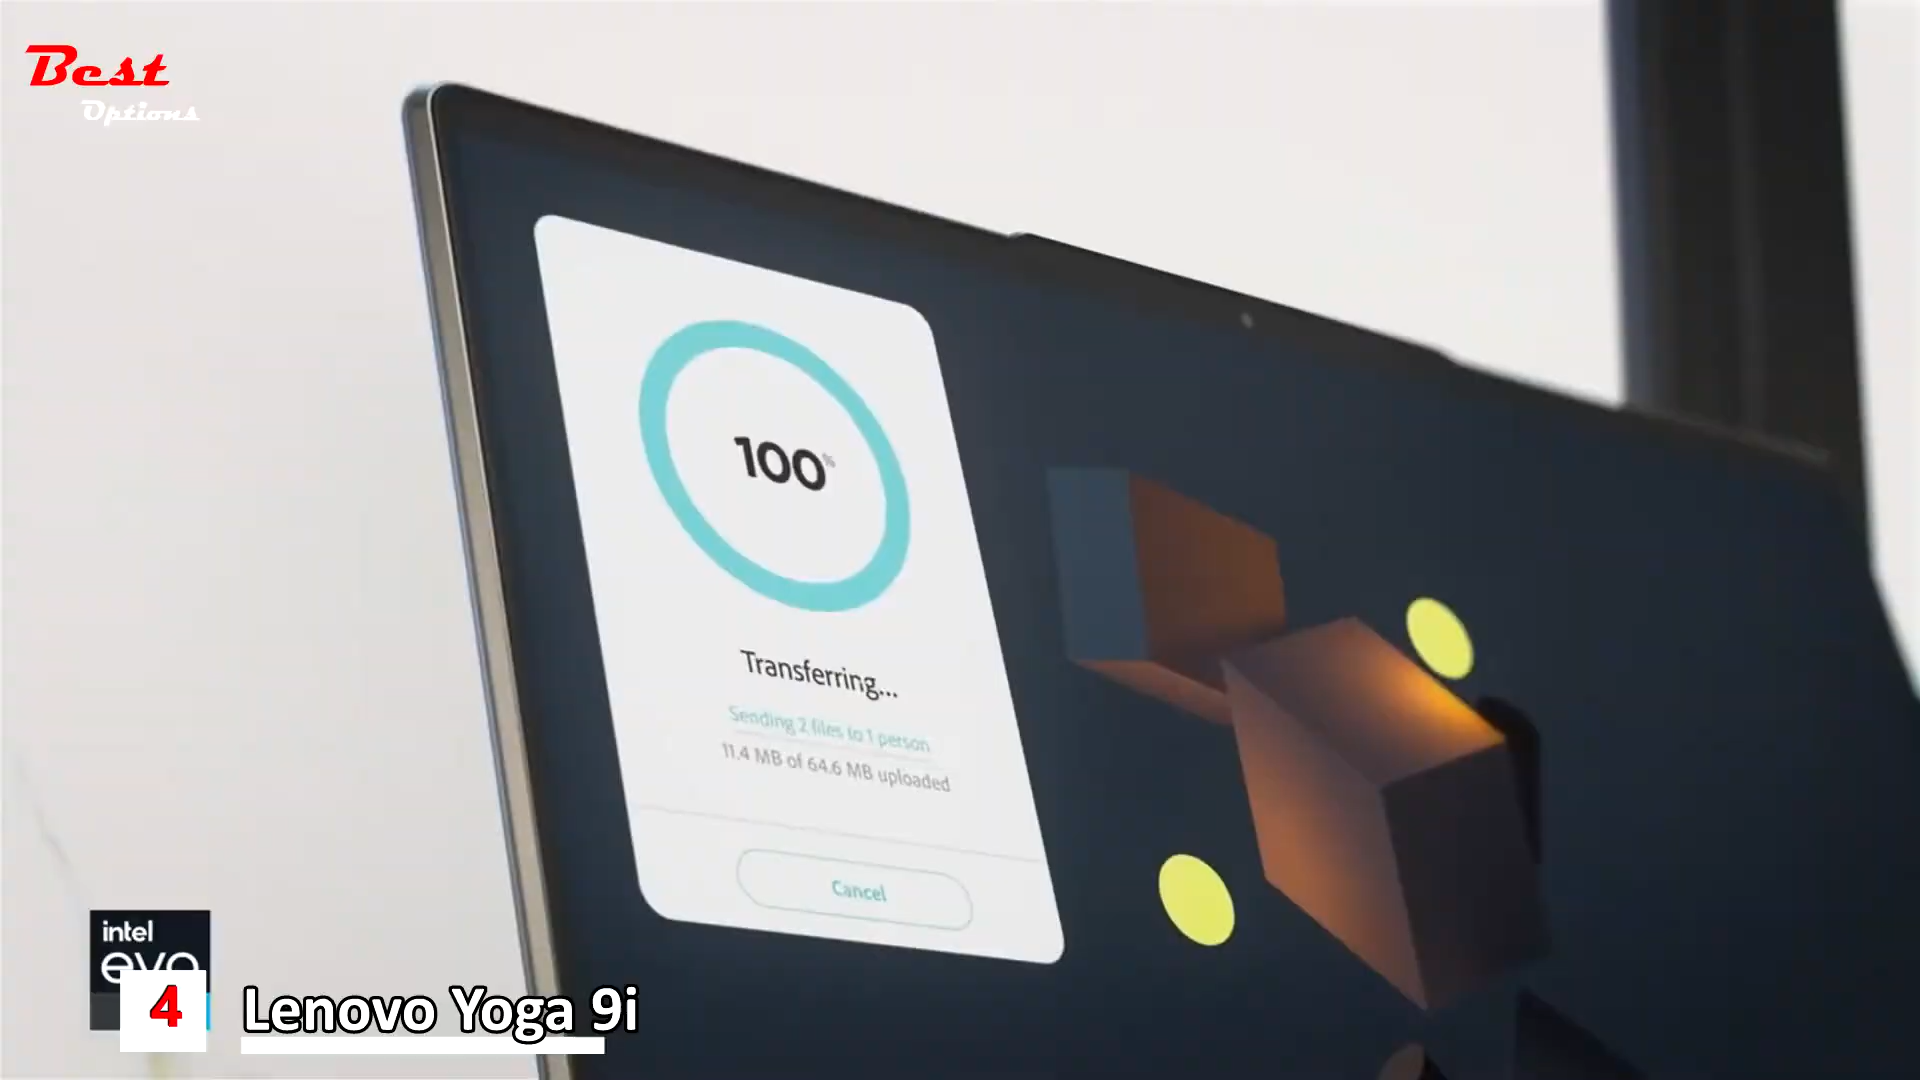 Best
Options
100%
Transferring...
Sending 2 files to 1 person
11.4 MB of 64.6 MB uploaded
Cancel
intel
evo
4
Lenovo Yoga 9i